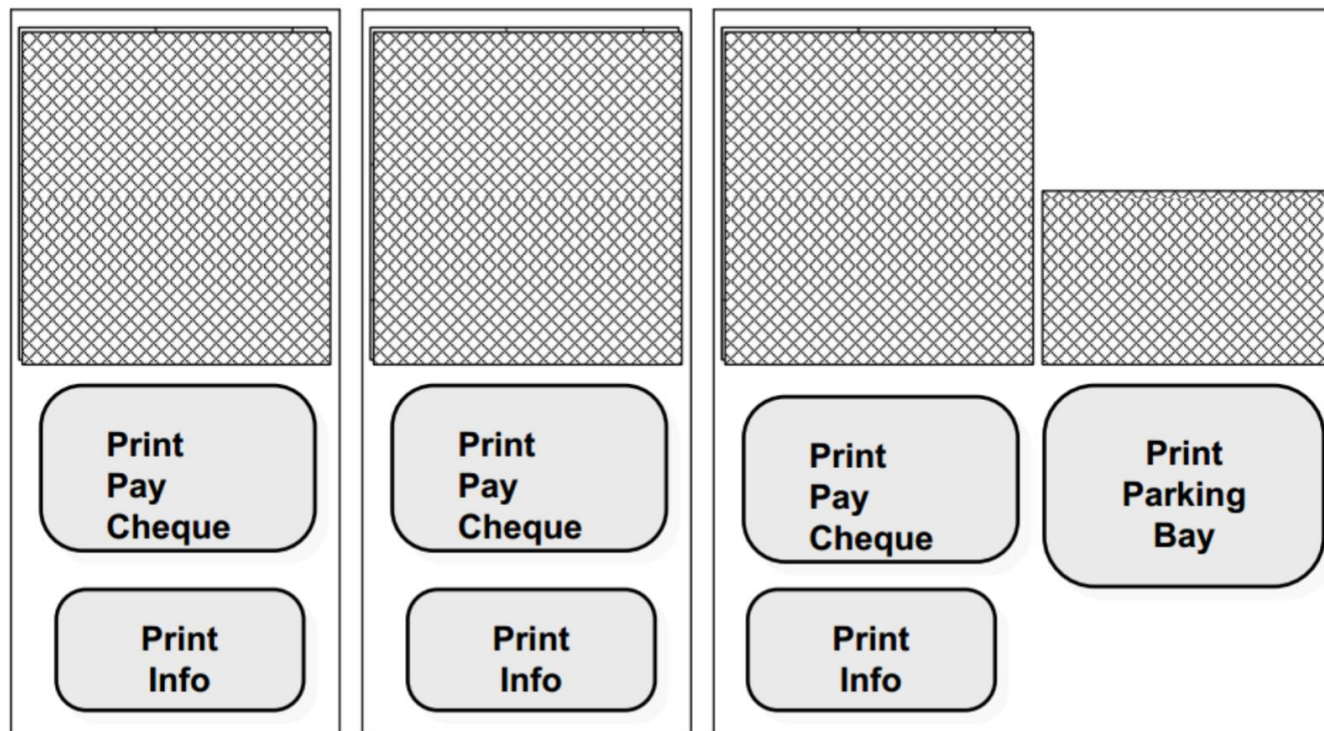 Print
Pay
Cheque
Print
Info
Print
Pay
Cheque
Print
Info
Print
Pay
Cheque
Print
Info
Print
Parking
Bay